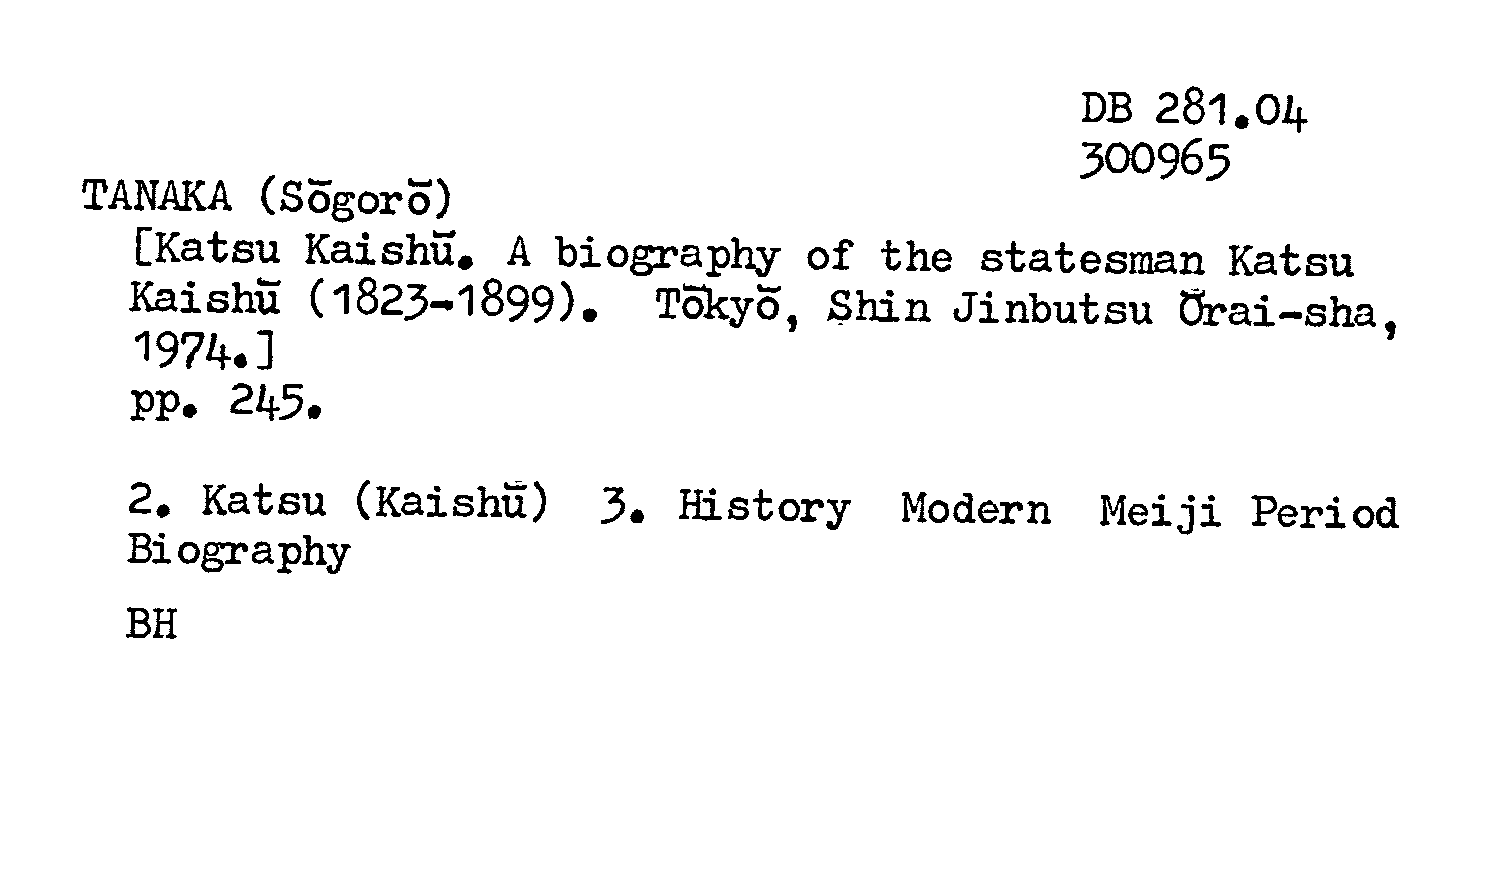 DB 281.04
300965
TANAKA (Sōgorō)
[Katsu Kaishū. A biography of the statesman Katsu
Kaishū (1823-1899). Tōkyō, Shin Jinbutsu Ōrai-sha,
1974.]
pp. 245.
2. Katsu (Kaishū) 3. History Modern Meiji Period
Biography
BH